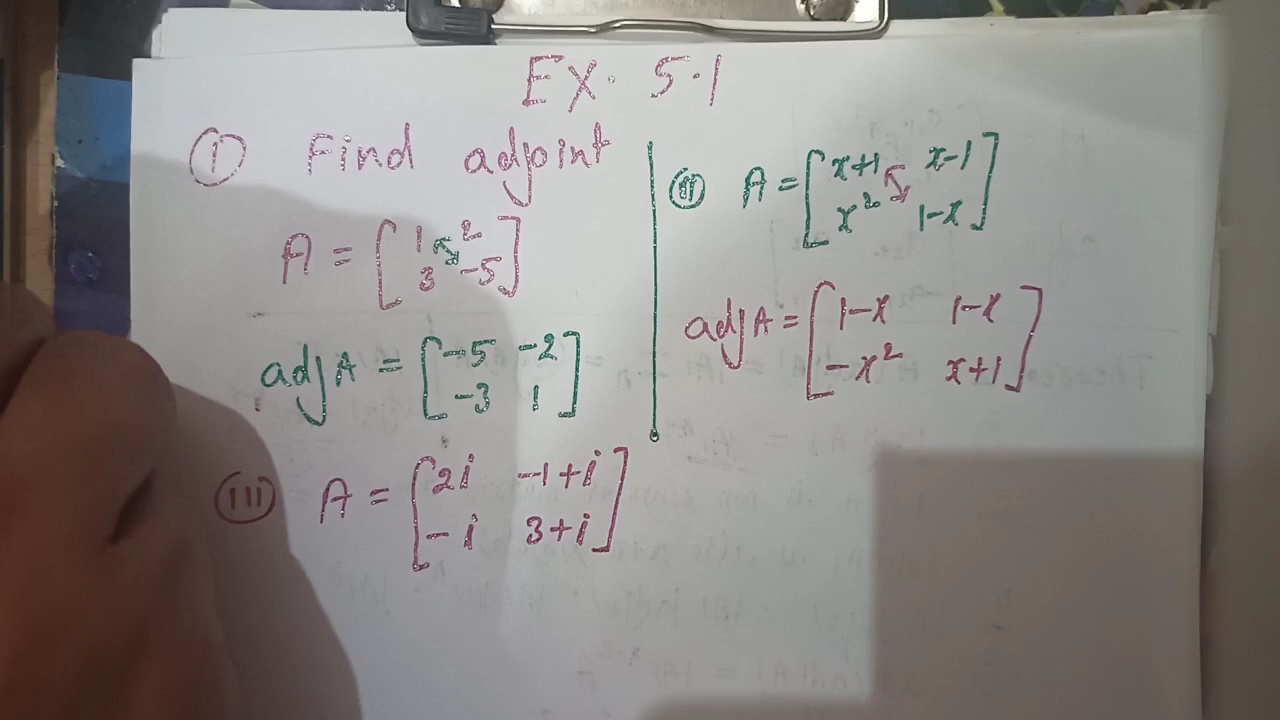 EX. 5.1
(I) Find adjoint
A = [1 2
3 -5]
adjA = [-5 -2
-3 1]
(II) A = [x+1 x-1
x² 1-x]
adjA = [1-x 1-x
-x² x+1]
(III) A = [2i -1+i
-i 3+i]